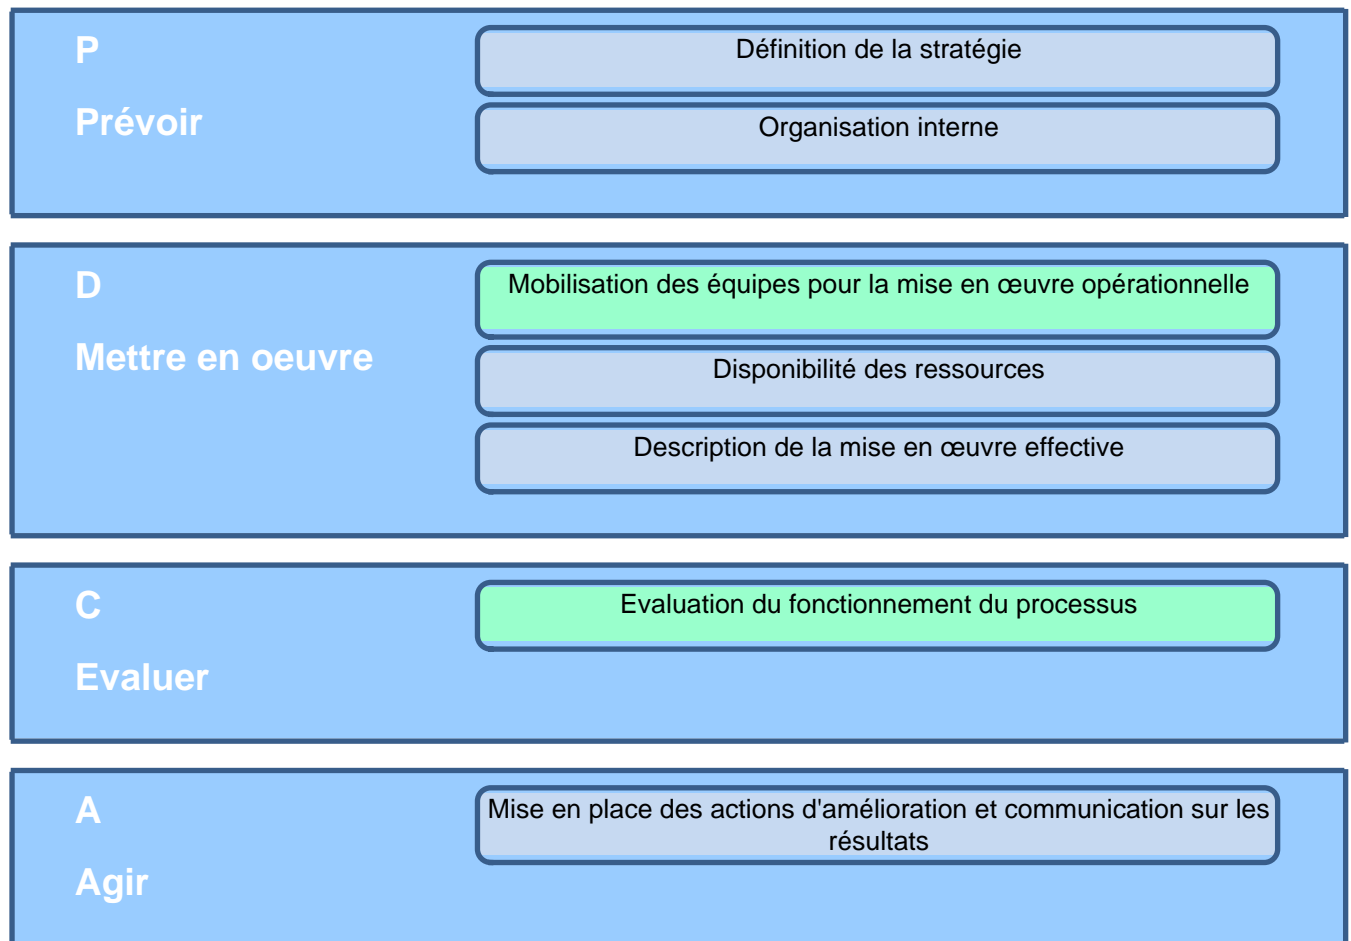 P
Prévoir
Définition de la stratégie
Organisation interne
D
Mettre en oeuvre
Mobilisation des équipes pour la mise en œuvre opérationnelle
Disponibilité des ressources
Description de la mise en œuvre effective
C
Evaluer
Evaluation du fonctionnement du processus
A
Agir
Mise en place des actions d'amélioration et communication sur les
résultats